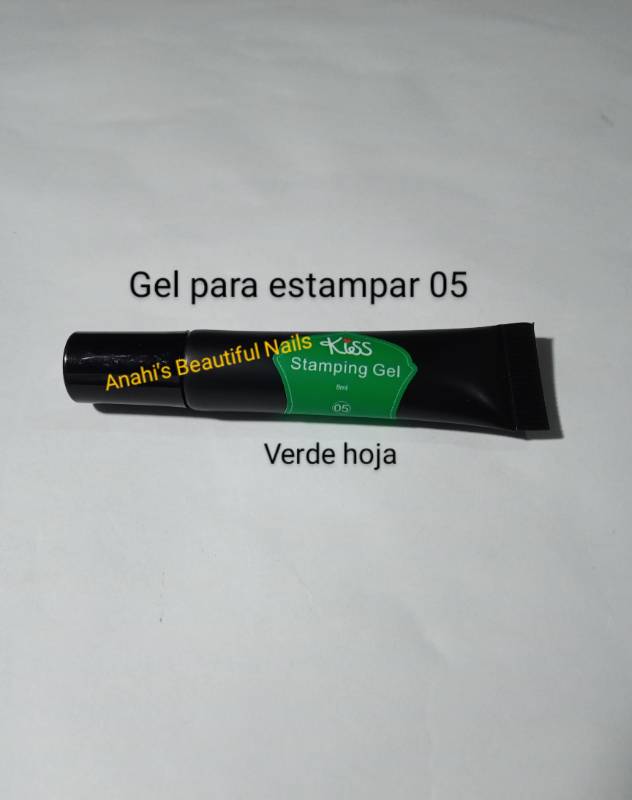 Gel para estampar 05
Anahi's Beautiful Nails
Kiss
Stamping Gel
8ml
05
Verde hoja